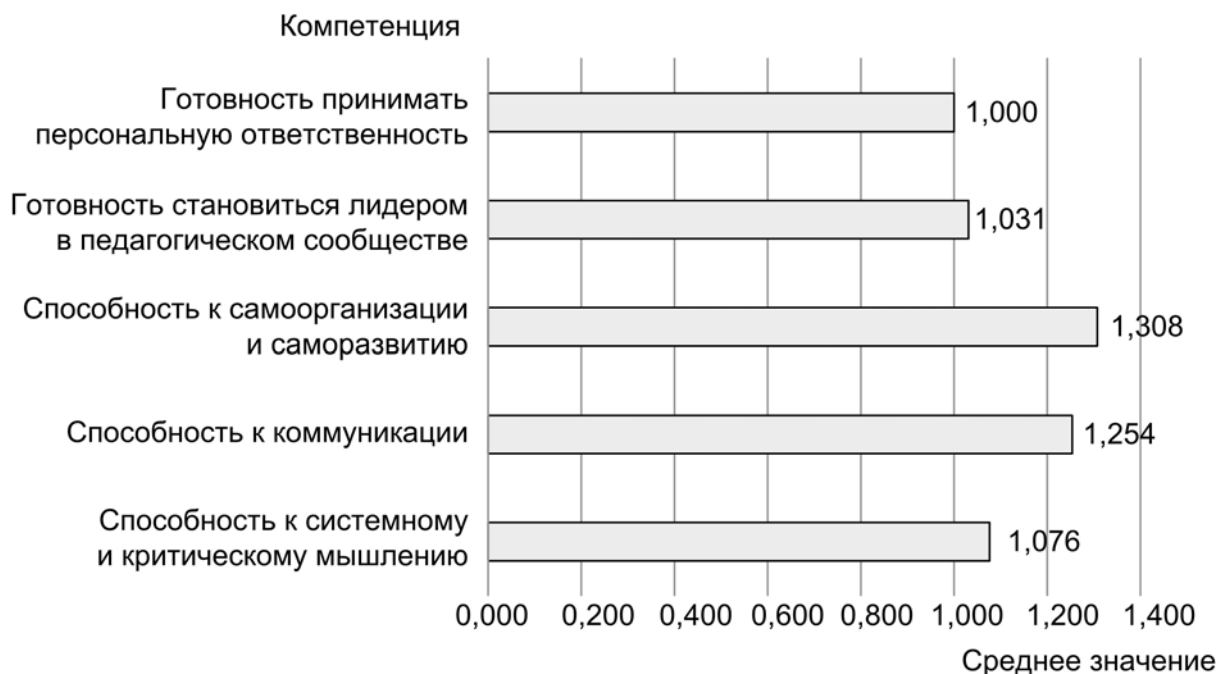 Компетенция
Готовность принимать
персональную ответственность
1,000
Готовность становиться лидером
в педагогическом сообществе
1,031
Способность к самоорганизации
и саморазвитию
1,308
Способность к коммуникации
1,254
Способность к системному
и критическому мышлению
1,076
0,000 0,200 0,400 0,600 0,800 1,000 1,200 1,400
Среднее значение